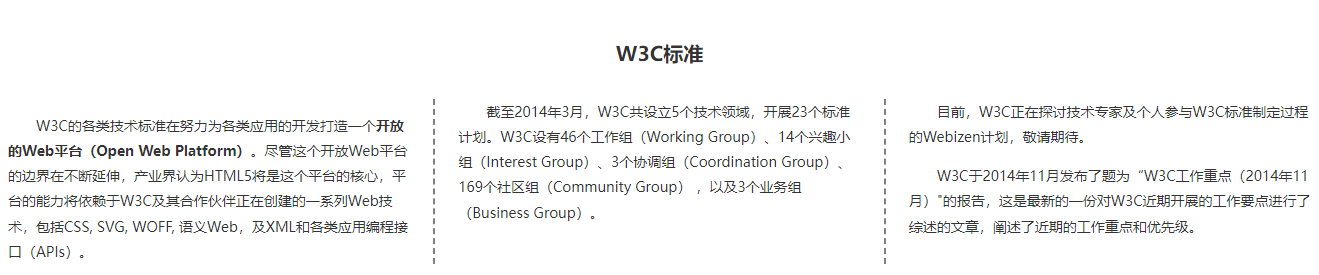 W3C标准
W3C的各类技术标准在努力为各类应用的开发打造一个开放
的Web平台（Open Web Platform）。尽管这个开放Web平台
的边界在不断延伸，产业界认为HTML5将是这个平台的核心，平
台的能力将依赖于W3C及其合作伙伴正在创建的一系列Web技
术，包括CSS, SVG, WOFF, 语义Web，及XML和各类应用编程接
口（APIs）。
截至2014年3月，W3C共设立5个技术领域，开展23个标准
计划。W3C设有46个工作组（Working Group）、14个兴趣小
组（Interest Group）、3个协调组（Coordination Group）、
169个社区组（Community Group） ，以及3个业务组
（Business Group）。
目前，W3C正在探讨技术专家及个人参与W3C标准制定过程
的Webizen计划，敬请期待。
W3C于2014年11月发布了题为“W3C工作重点（2014年11
月）"的报告，这是最新的一份对W3C近期开展的工作要点进行了
综述的文章，阐述了近期的工作重点和优先级。